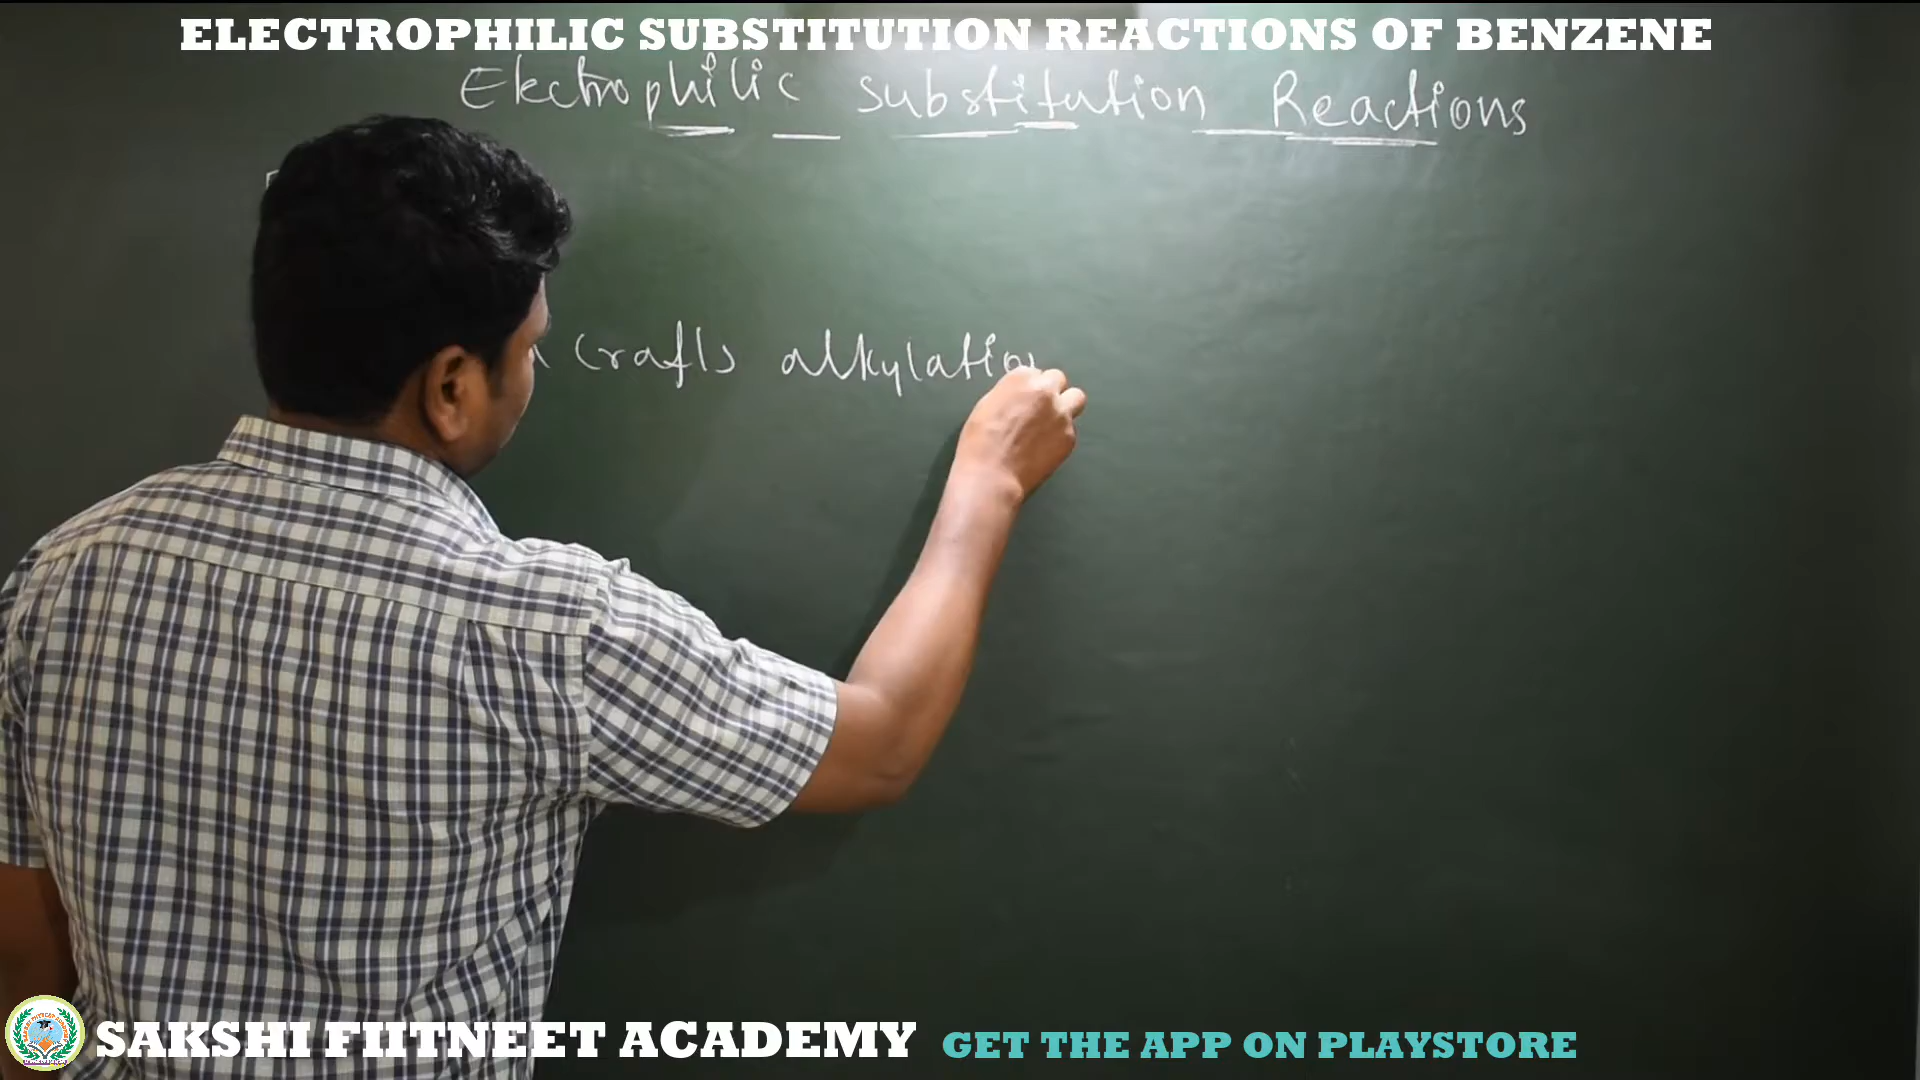 ELECTROPHILIC SUBSTITUTION REACTIONS OF BENZENE
Electrophilic Substitution Reactions
Crafts alkylation
SAKSHI FIITNEET ACADEMY GET THE APP ON PLAYSTORE